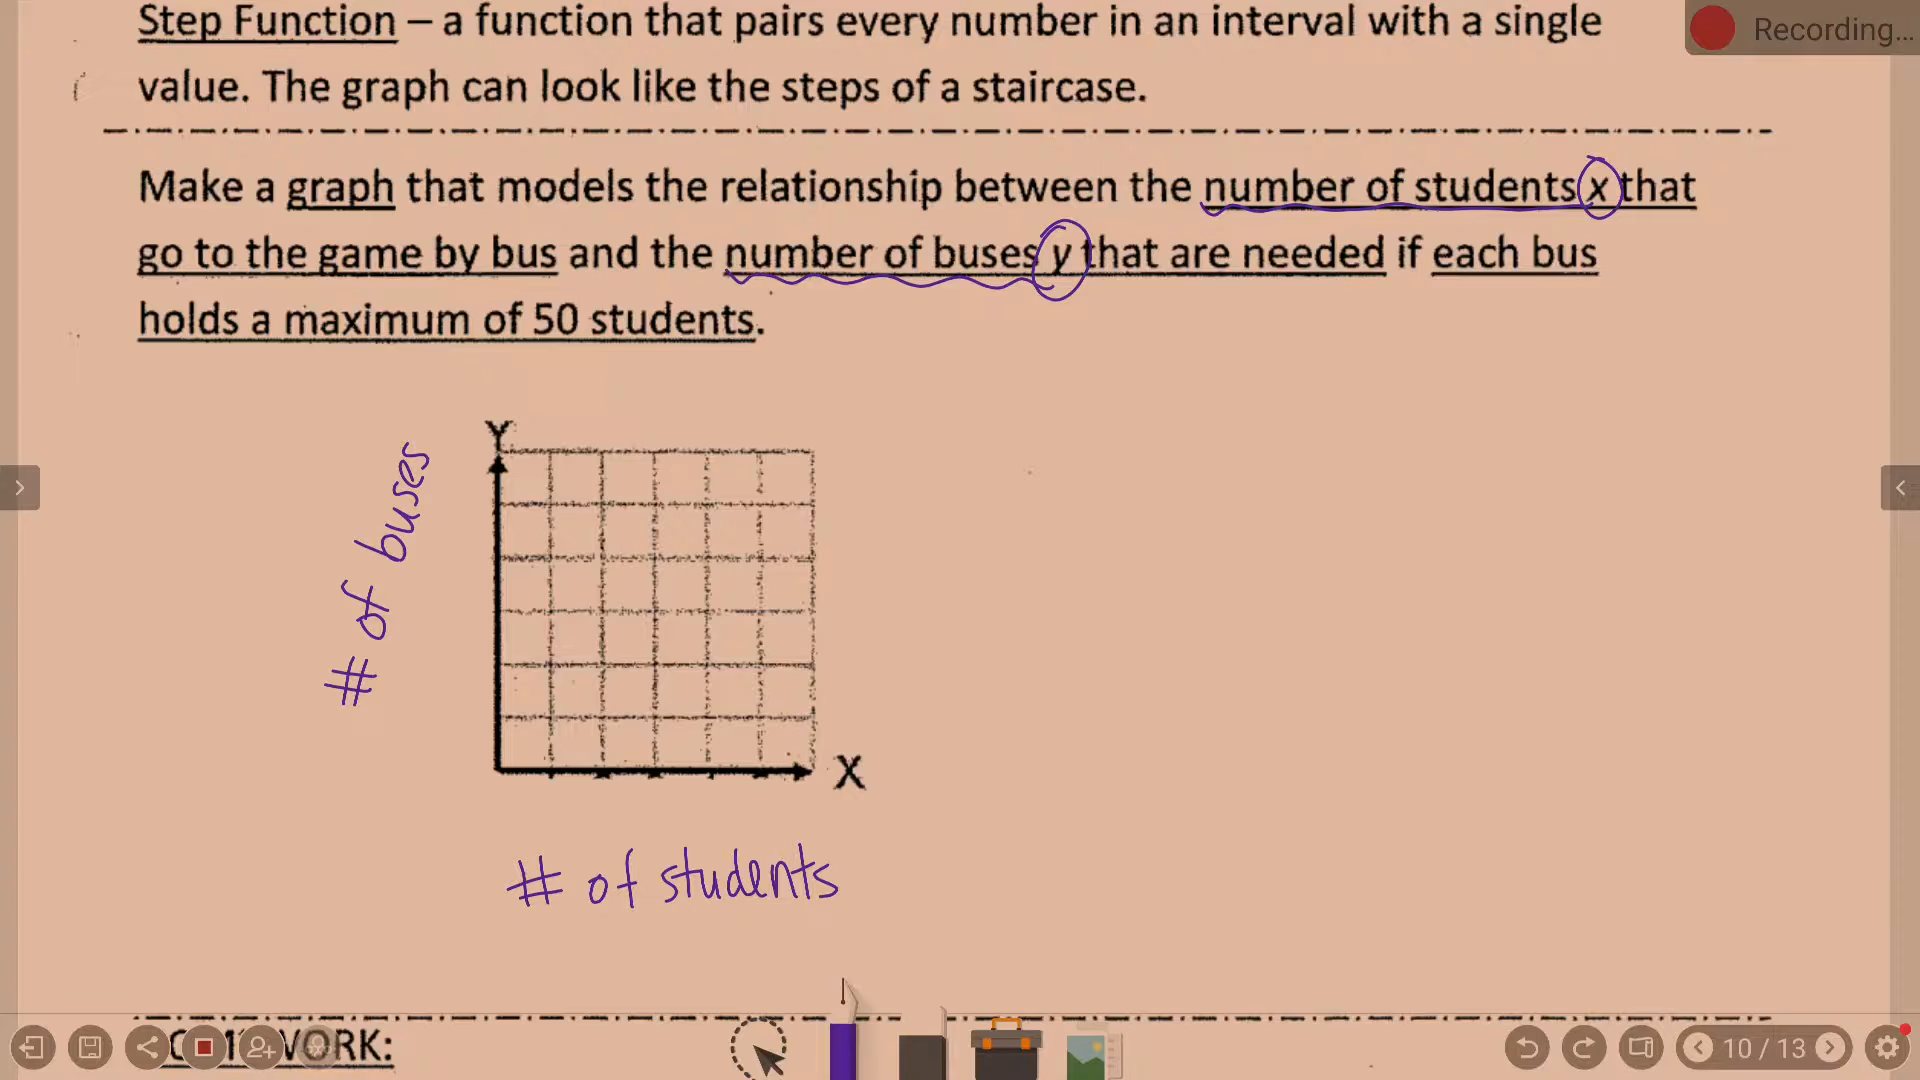 Step Function – a function that pairs every number in an interval with a single
Recording...
value. The graph can look like the steps of a staircase.
Make a graph that models the relationship between the number of students x that
go to the game by bus and the number of buses y that are needed if each bus
holds a maximum of 50 students.
Y
# of buses
X
# of students
10 / 13